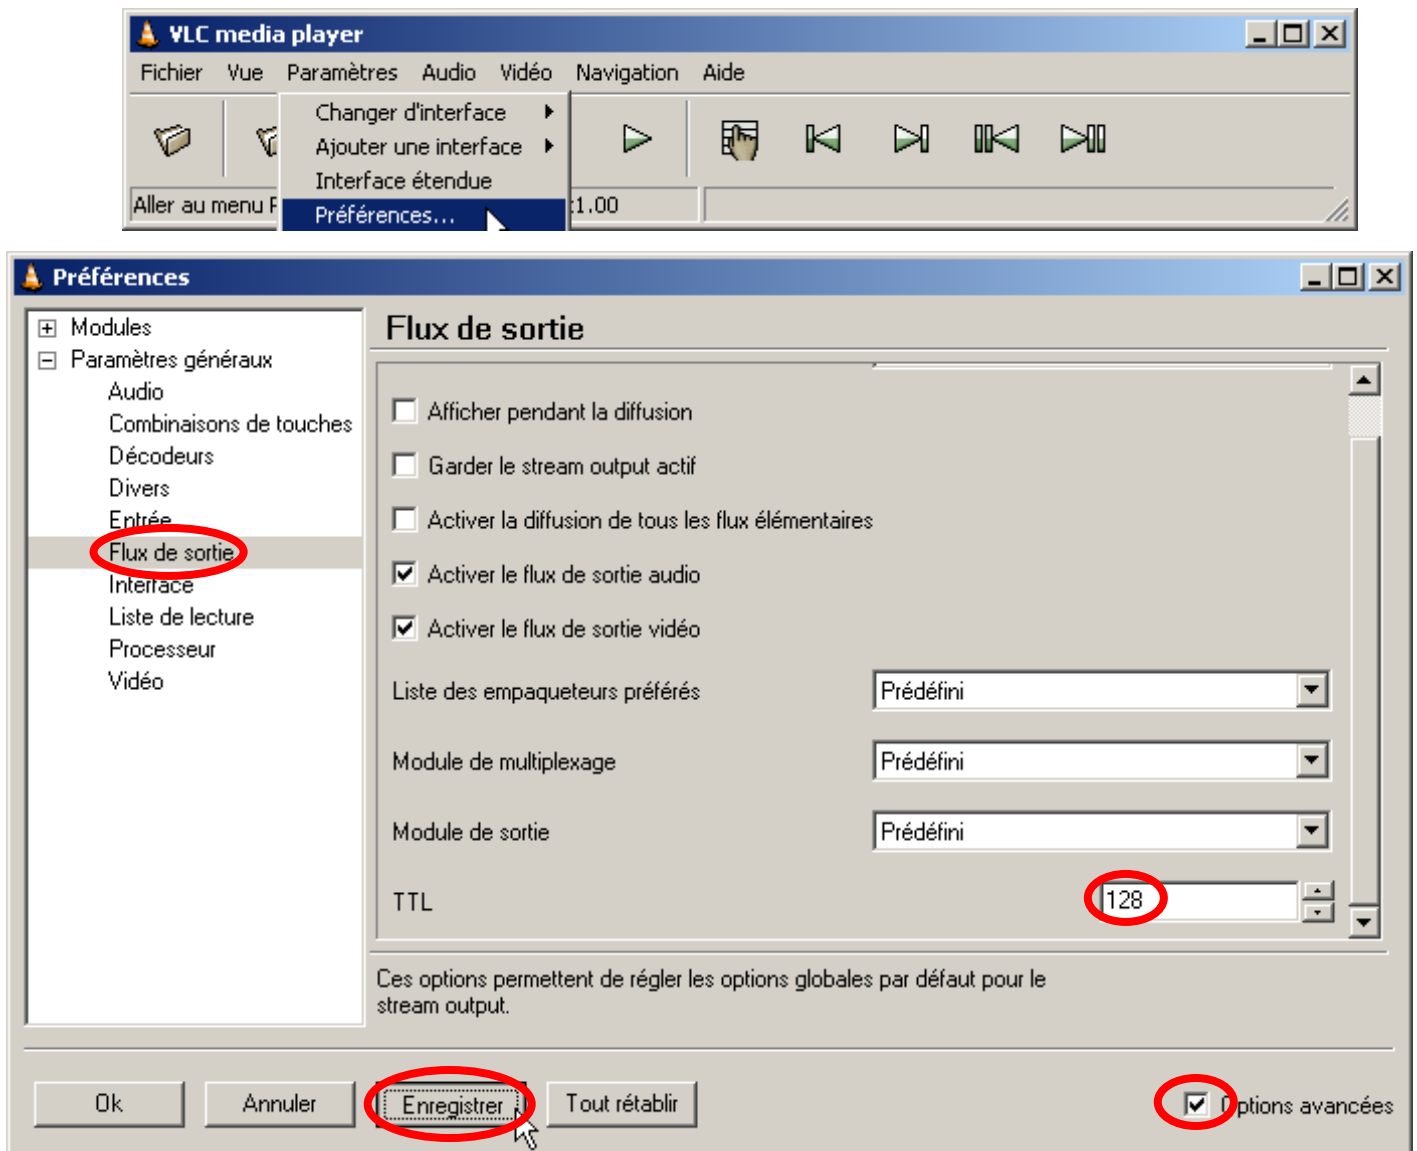 VLC media player
Fichier Vue Paramètres Audio Vidéo Navigation Aide
Changer d'interface
Ajouter une interface
Interface étendue
Préférences...
Aller au menu :1.00
Préférences
Modules
Paramètres généraux
Audio
Combinaisons de touches
Décodeurs
Divers
Entrée
Flux de sortie
Interface
Liste de lecture
Processeur
Vidéo
Flux de sortie
Afficher pendant la diffusion
Garder le stream output actif
Activer la diffusion de tous les flux élémentaires
Activer le flux de sortie audio
Activer le flux de sortie vidéo
Liste des empaqueteurs préférés Prédéfini
Module de multiplexage Prédéfini
Module de sortie Prédéfini
TTL 128
Ces options permettent de régler les options globales par défaut pour le
stream output.
Ok Annuler Enregistrer Tout rétablir Options avancées